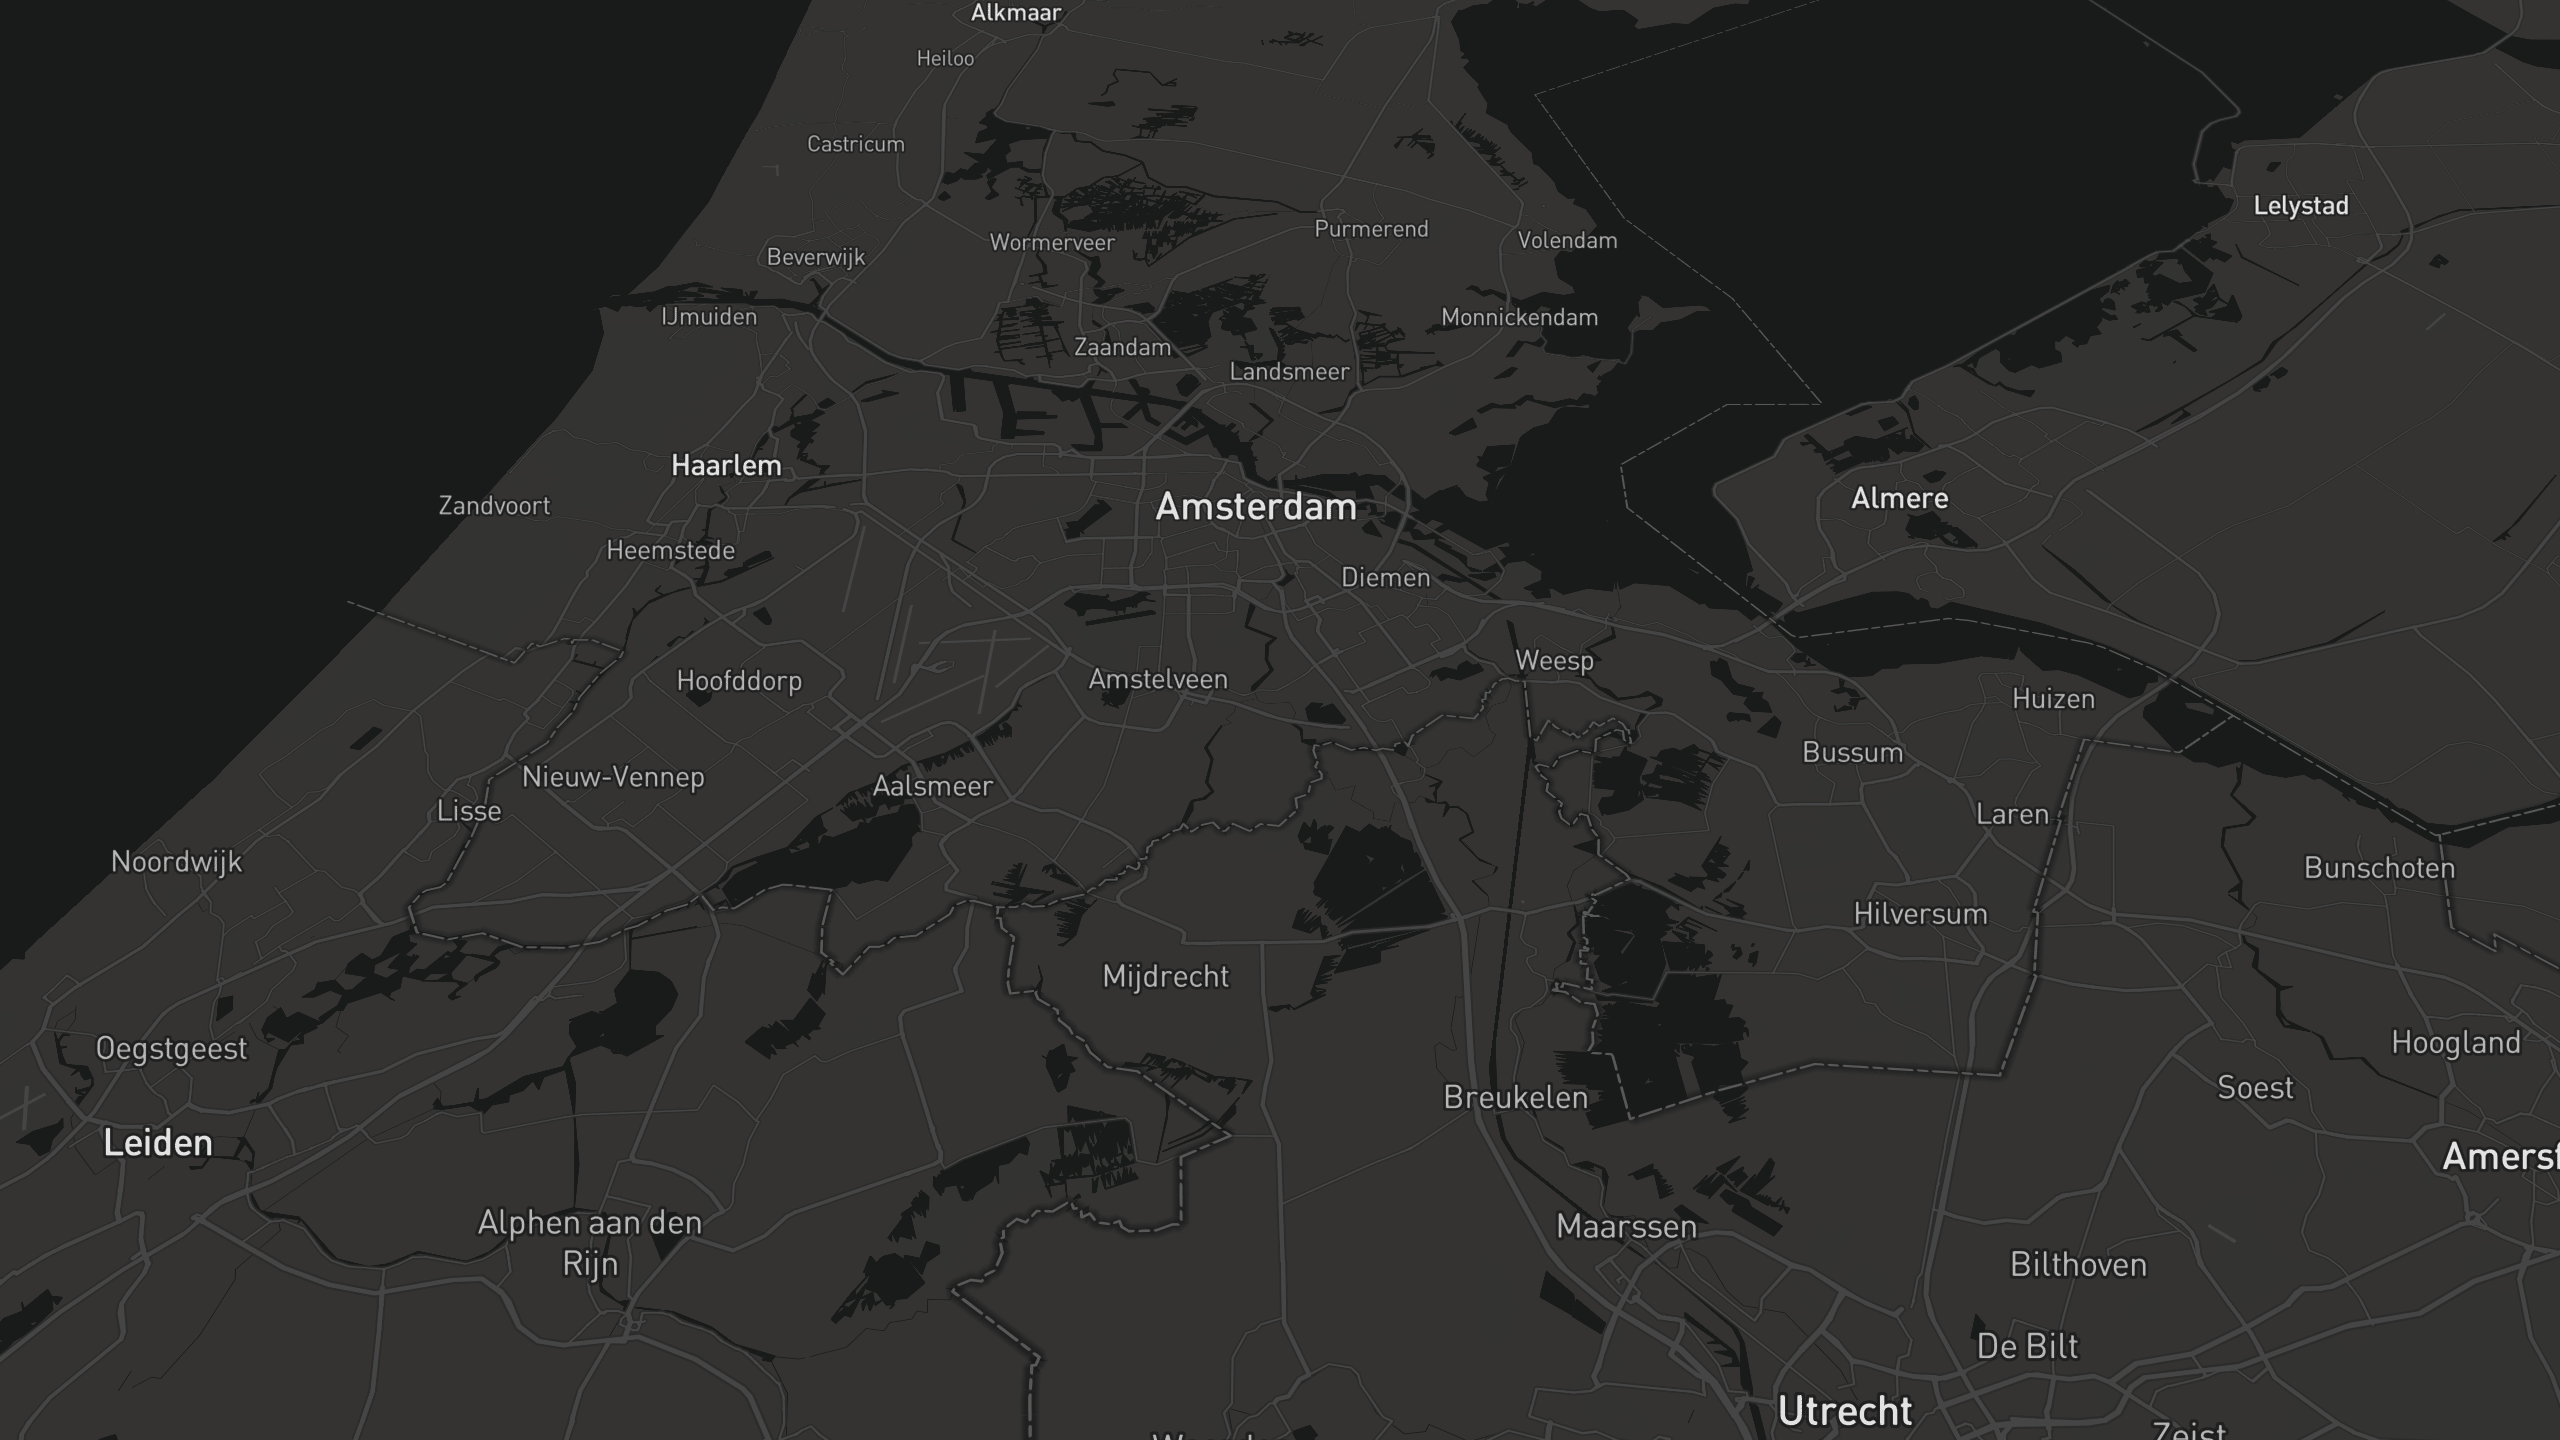 Alkmaar
Heiloo
Castricum
Lelystad
Purmerend
Volendam
Wormerveer
Beverwijk
IJmuiden
Monnickendam
Zaandam
Landsmeer
Haarlem
Almere
Zandvoort
Amsterdam
Heemstede
Diemen
Weesp
Hoofddorp
Amstelveen
Huizen
Bussum
Nieuw-Vennep
Aalsmeer
Lisse
Laren
Noordwijk
Bunschoten
Hilversum
Mijdrecht
Hoogland
Oegstgeest
Soest
Breukelen
Leiden
Amersf
Alphen aan den
Rijn
Maarssen
Bilthoven
De Bilt
Utrecht
Zeist